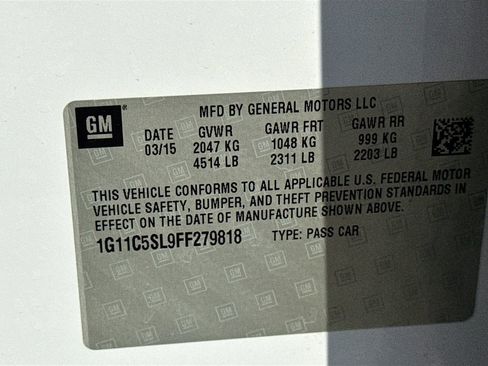 MFD BY GENERAL MOTORS LLC
GM
DATE GVWR GAWR FRT GAWR RR
03/15 2047 KG 1048 KG 999 KG
4514 LB 2311 LB 2203 LB
THIS VEHICLE CONFORMS TO ALL APPLICABLE U.S. FEDERAL MOTOR
VEHICLE SAFETY, BUMPER, AND THEFT PREVENTION STANDARDS IN
EFFECT ON THE DATE OF MANUFACTURE SHOWN ABOVE.
1G11C5SL9FF279818 TYPE: PASS CAR